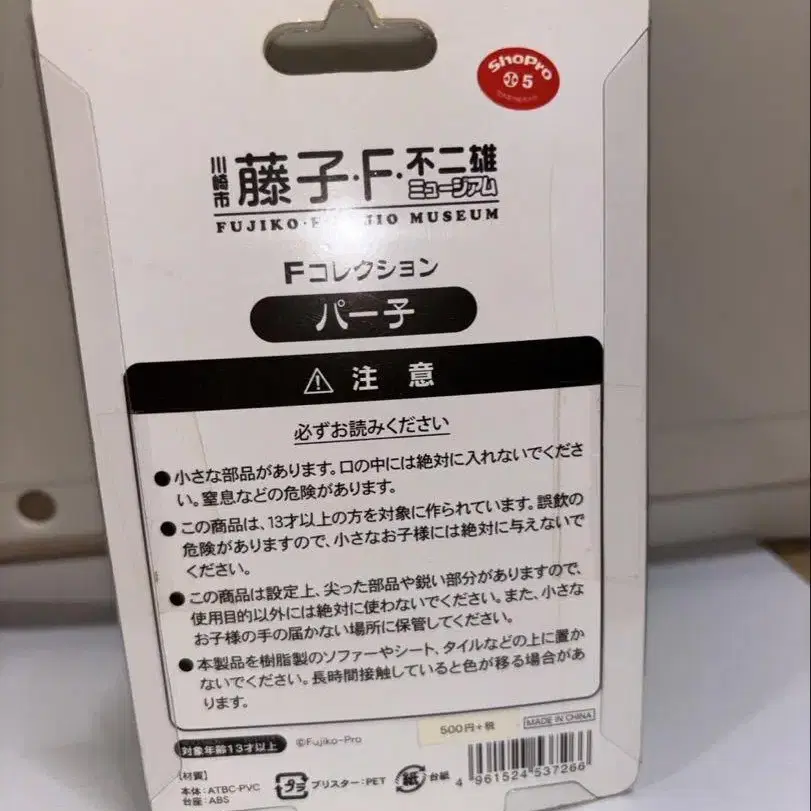 ShoPro
小 5
川崎市
藤子・F・不二雄
ミュージアム
FUJIKO・F・FUJIO MUSEUM
Fコレクション
パー子
⚠ 注意
必ずお読みください
●小さな部品があります。口の中には絶対に入れないでくださ
い。窒息などの危険があります。
●この商品は、13才以上の方を対象に作られています。誤飲の
危険がありますので、小さなお子様には絶対に与えないで
ください。
●この商品は設定上、尖った部品や鋭い部分がありますので、
使用目的以外には絶対に使わないでください。また、小さな
お子様の手の届かない場所に保管してください。
●本製品を樹脂製のソファーやシート、タイルなどの上に置か
ないでください。長時間接触していると色が移る場合があ
ります。
500円+税
MADE IN CHINA
対象年齢13才以上
©Fujiko-Pro
【材質】
本体:ATBC-PVC
台座:ABS
プラ
ブリスター:PET
紙
台紙
4 961524 537266